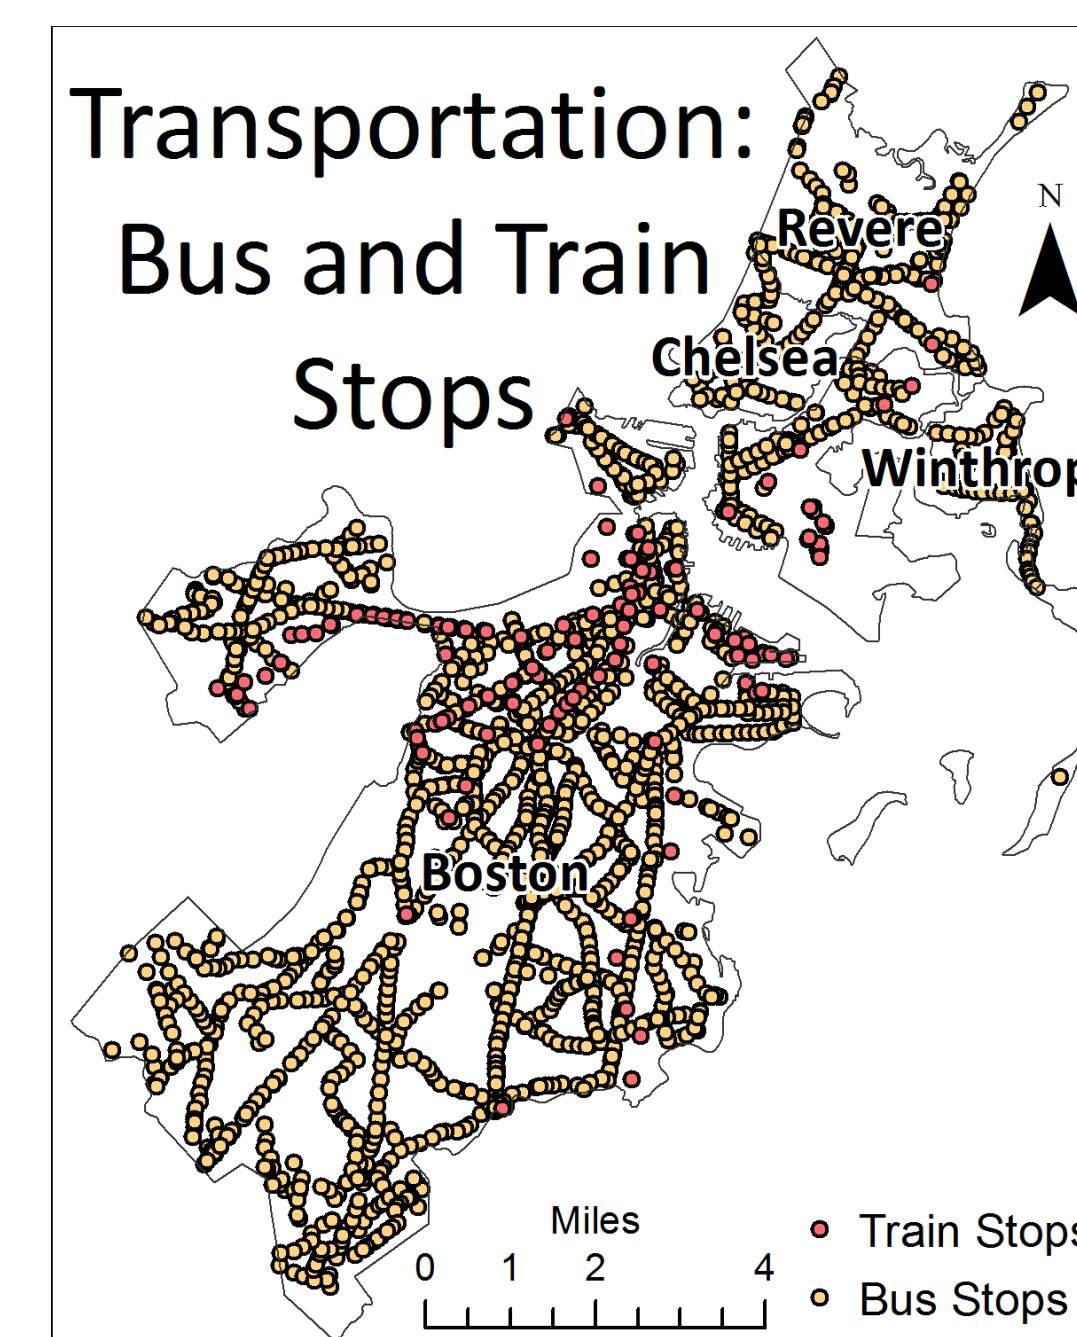 Transportation:
Bus and Train
Stops
N
Revere
Chelsea
Winthrop
Boston
Miles
0 1 2 4
Train Stops
Bus Stops